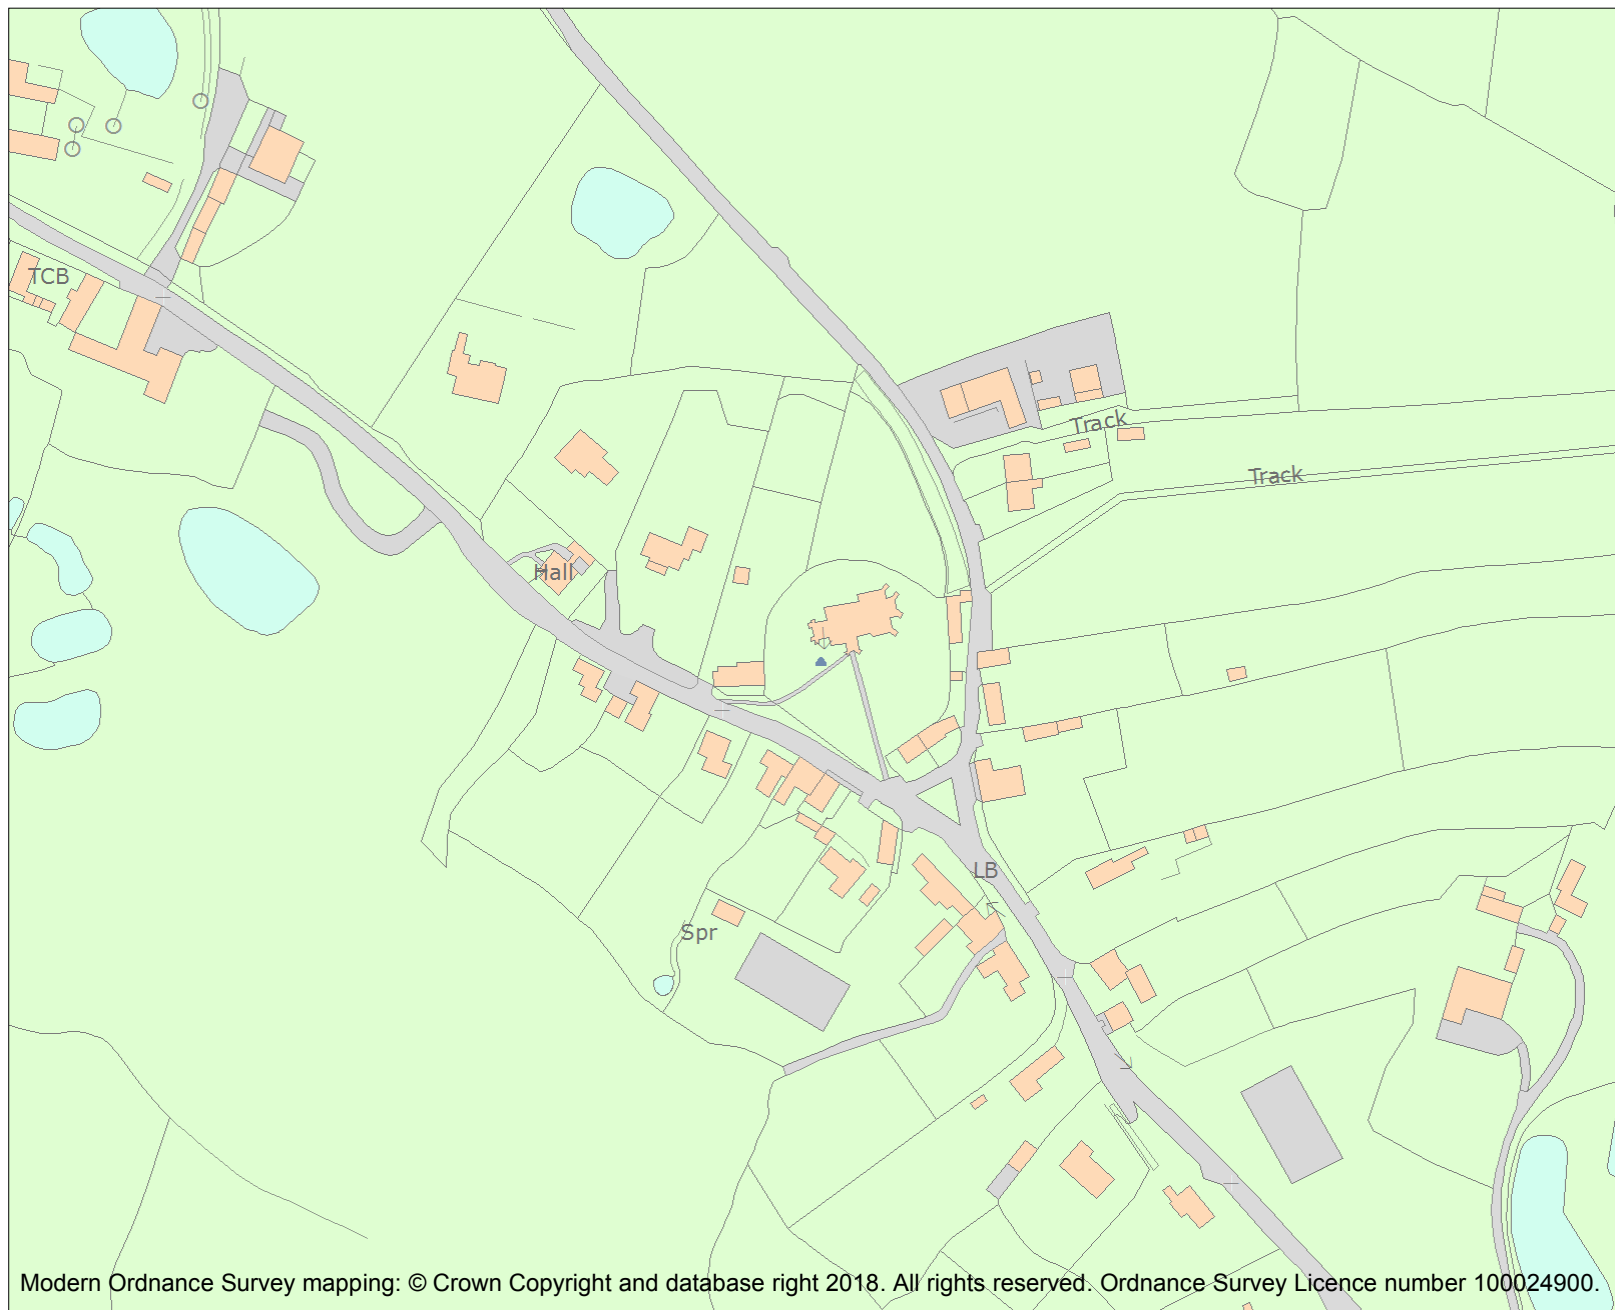 TCB
Track
Track
Hall
LB
Spr
Modern Ordnance Survey mapping: © Crown Copyright and database right 2018. All rights reserved. Ordnance Survey Licence number 100024900.